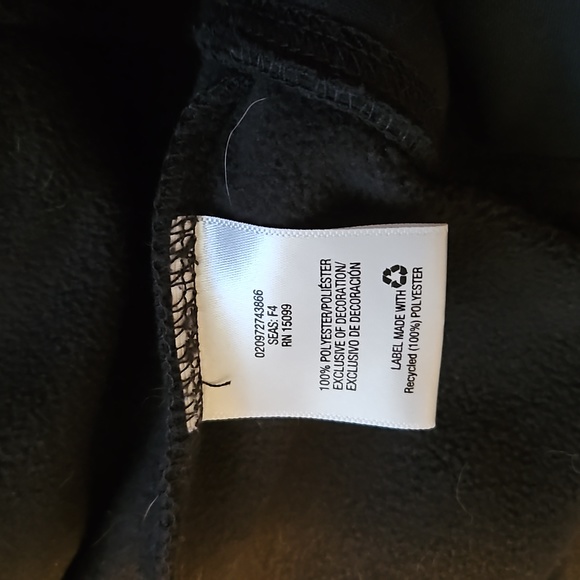 020972743866
SEAS: F4
RN 15099
100% POLYESTER/POLIÉSTER
EXCLUSIVE OF DECORATION/
EXCLUSIVO DE DECORACIÓN
LABEL MADE WITH
Recycled (100%) POLYESTER